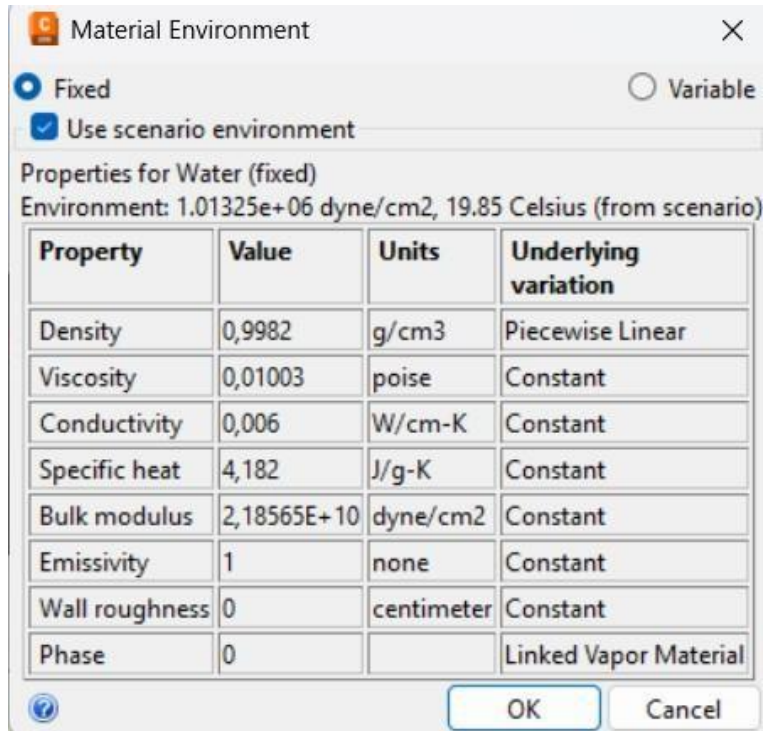 Material Environment
Fixed Variable
Use scenario environment
Properties for Water (fixed)
Environment: 1.01325e+06 dyne/cm2, 19.85 Celsius (from scenario)
Property Value Units Underlying
variation
Density 0,9982 g/cm3 Piecewise Linear
Viscosity 0,01003 poise Constant
Conductivity 0,006 W/cm-K Constant
Specific heat 4,182 J/g-K Constant
Bulk modulus 2,18565E+10 dyne/cm2 Constant
Emissivity 1 none Constant
Wall roughness 0 centimeter Constant
Phase 0 Linked Vapor Material
OK Cancel